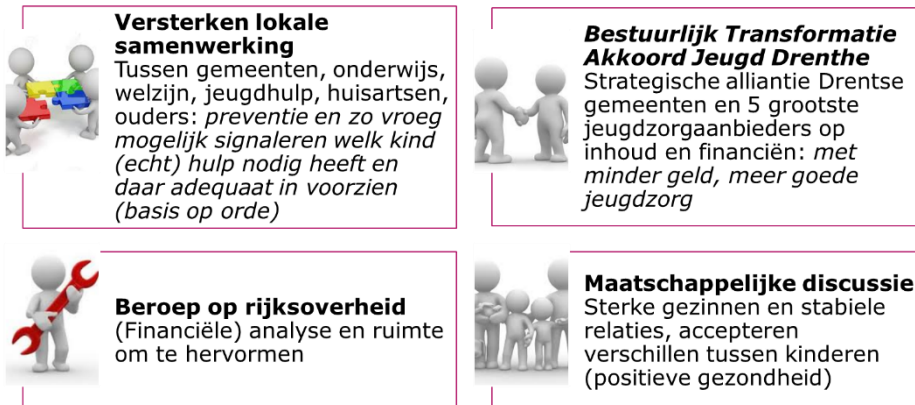 Versterken lokale
samenwerking
Tussen gemeenten, onderwijs,
welzijn, jeugdhulp, huisartsen,
ouders: preventie en zo vroeg
mogelijk signaleren welk kind
(echt) hulp nodig heeft en
daar adequaat in voorzien
(basis op orde)
Bestuurlijk Transformatie
Akkoord Jeugd Drenthe
Strategische alliantie Drentse
gemeenten en 5 grootste
jeugdzorgaanbieders op
inhoud en financiën: met
minder geld, meer goede
jeugdzorg
Beroep op rijksoverheid
(Financiële) analyse en ruimte
om te hervormen
Maatschappelijke discussie
Sterke gezinnen en stabiele
relaties, accepteren
verschillen tussen kinderen
(positieve gezondheid)